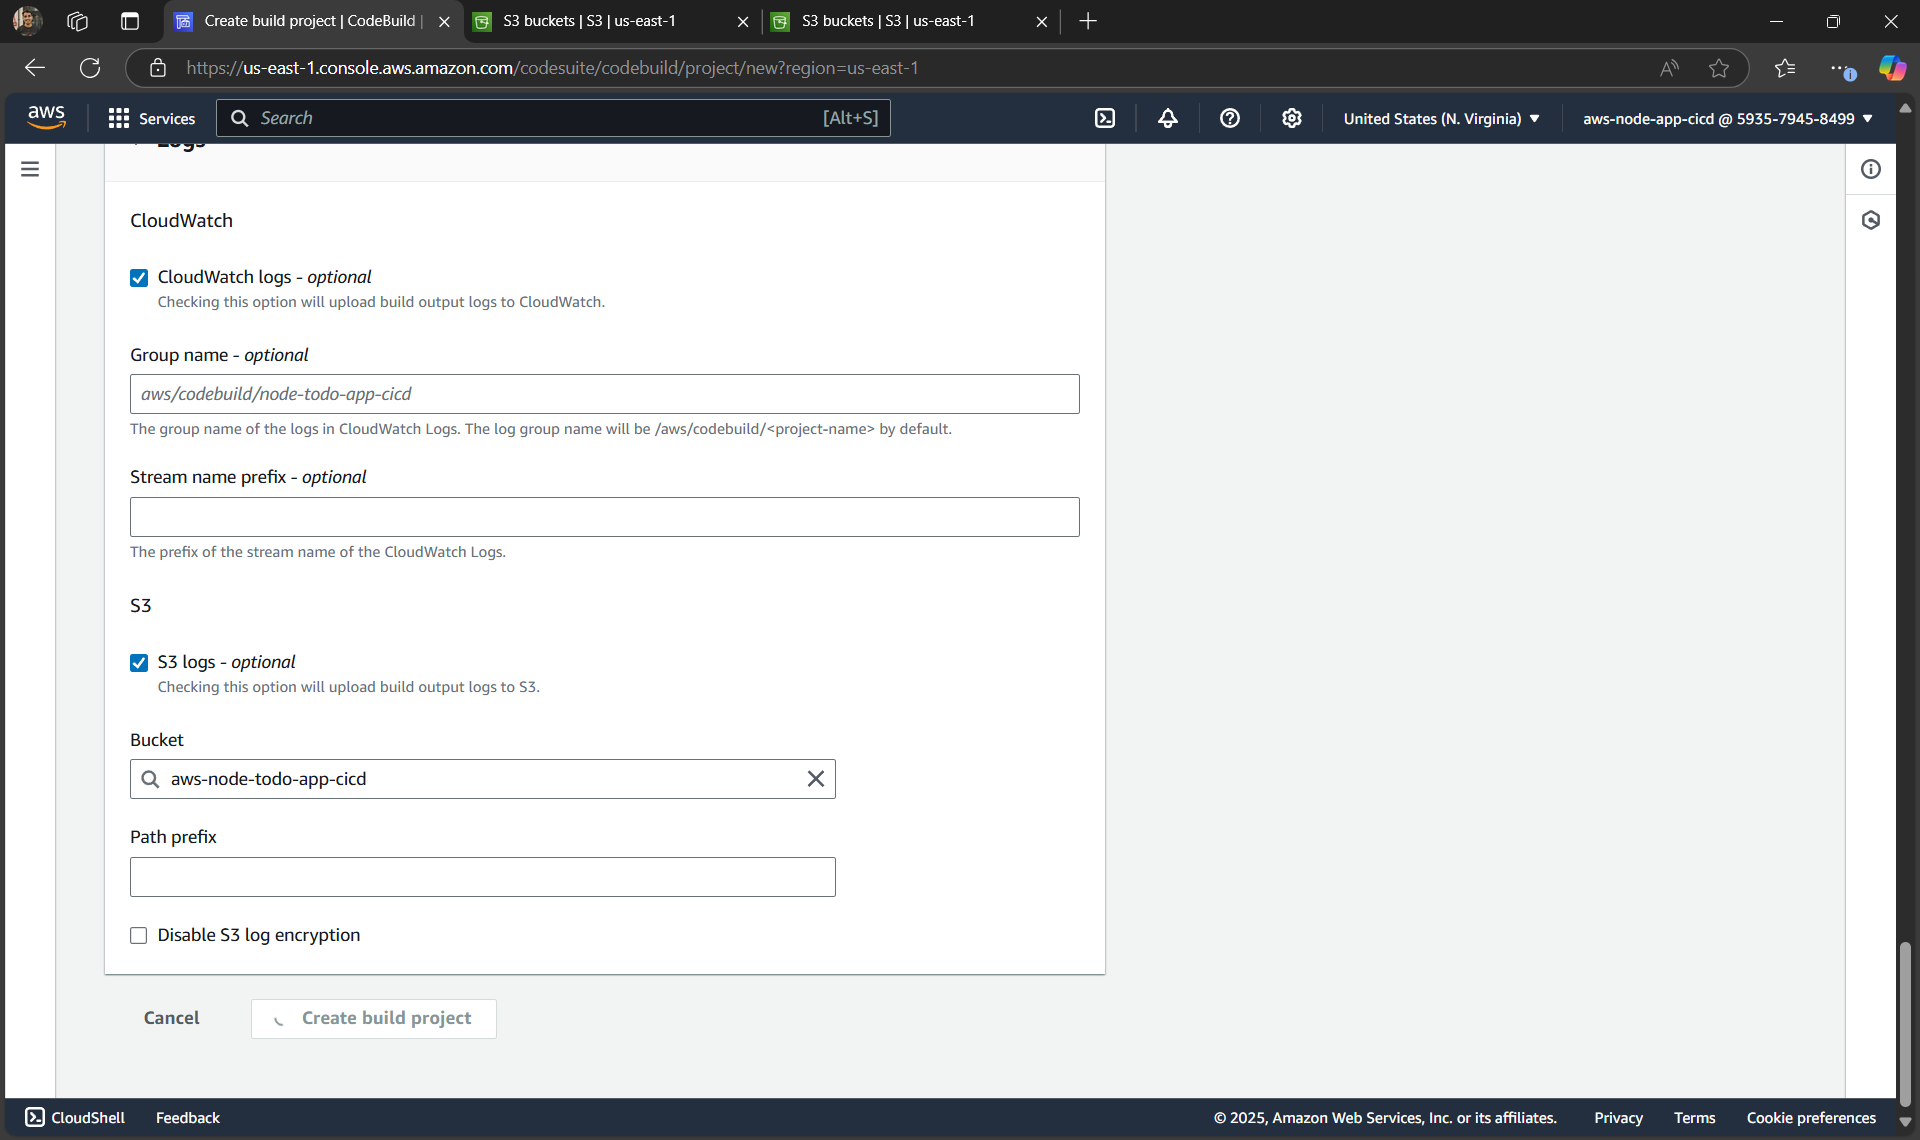 Create build project | CodeBuild |
S3 buckets | S3 | us-east-1
S3 buckets | S3 | us-east-1
https://us-east-1.console.aws.amazon.com/codesuite/codebuild/project/new?region=us-east-1
aws
Services
Search
[Alt+S]
United States (N. Virginia)
aws-node-app-cicd @ 5935-7945-8499
Logs
CloudWatch
CloudWatch logs - optional
Checking this option will upload build output logs to CloudWatch.
Group name - optional
aws/codebuild/node-todo-app-cicd
The group name of the logs in CloudWatch Logs. The log group name will be /aws/codebuild/<project-name> by default.
Stream name prefix - optional
The prefix of the stream name of the CloudWatch Logs.
S3
S3 logs - optional
Checking this option will upload build output logs to S3.
Bucket
aws-node-todo-app-cicd
Path prefix
Disable S3 log encryption
Cancel
Create build project
CloudShell
Feedback
© 2025, Amazon Web Services, Inc. or its affiliates.
Privacy
Terms
Cookie preferences